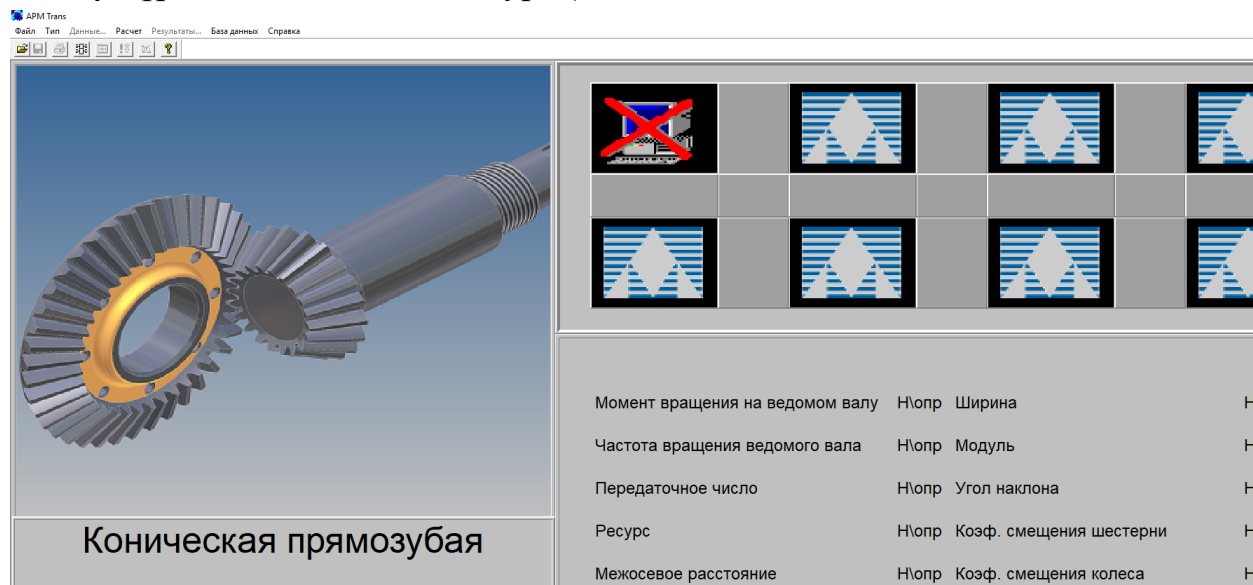 APM Trans
Файл Тип Данные... Расчет Результаты... База данных Справка
Коническая прямозубая
Момент вращения на ведомом валу Н\опр Ширина Н
Частота вращения ведомого вала Н\опр Модуль Н
Передаточное число Н\опр Угол наклона Н
Ресурс Н\опр Коэф. смещения шестерни Н
Межосевое расстояние Н\опр Коэф. смещения колеса Н